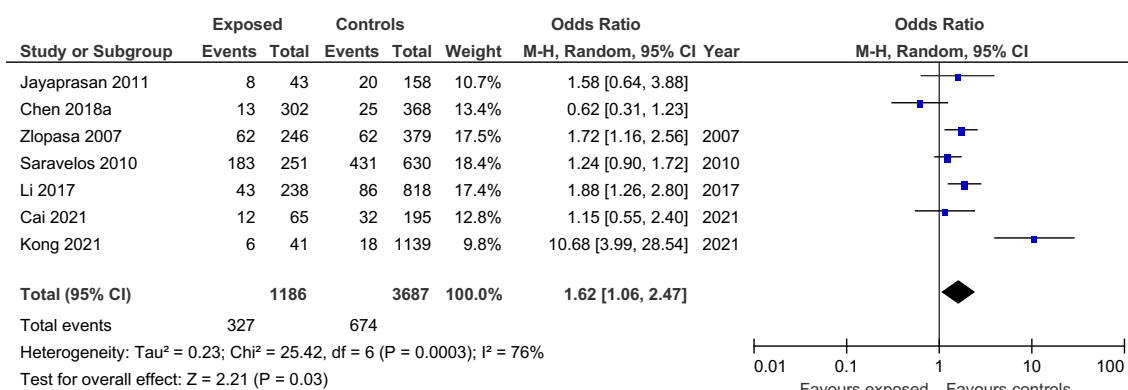 Exposed Controls Odds Ratio Odds Ratio
Study or Subgroup Events Total Events Total Weight M-H, Random, 95% CI Year M-H, Random, 95% CI
Jayaprasan 2011 8 43 20 158 10.7% 1.58 [0.64, 3.88]
Chen 2018a 13 302 25 368 13.4% 0.62 [0.31, 1.23]
Zlopasa 2007 62 246 62 379 17.5% 1.72 [1.16, 2.56] 2007
Saravelos 2010 183 251 431 630 18.4% 1.24 [0.90, 1.72] 2010
Li 2017 43 238 86 818 17.4% 1.88 [1.26, 2.80] 2017
Cai 2021 12 65 32 195 12.8% 1.15 [0.55, 2.40] 2021
Kong 2021 6 41 18 1139 9.8% 10.68 [3.99, 28.54] 2021
Total (95% CI) 1186 3687 100.0% 1.62 [1.06, 2.47]
Total events 327 674
Heterogeneity: Tau² = 0.23; Chi² = 25.42, df = 6 (P = 0.0003); I² = 76%
Test for overall effect: Z = 2.21 (P = 0.03)
0.01 0.1 1 10 100
Favours exposed Favours controls